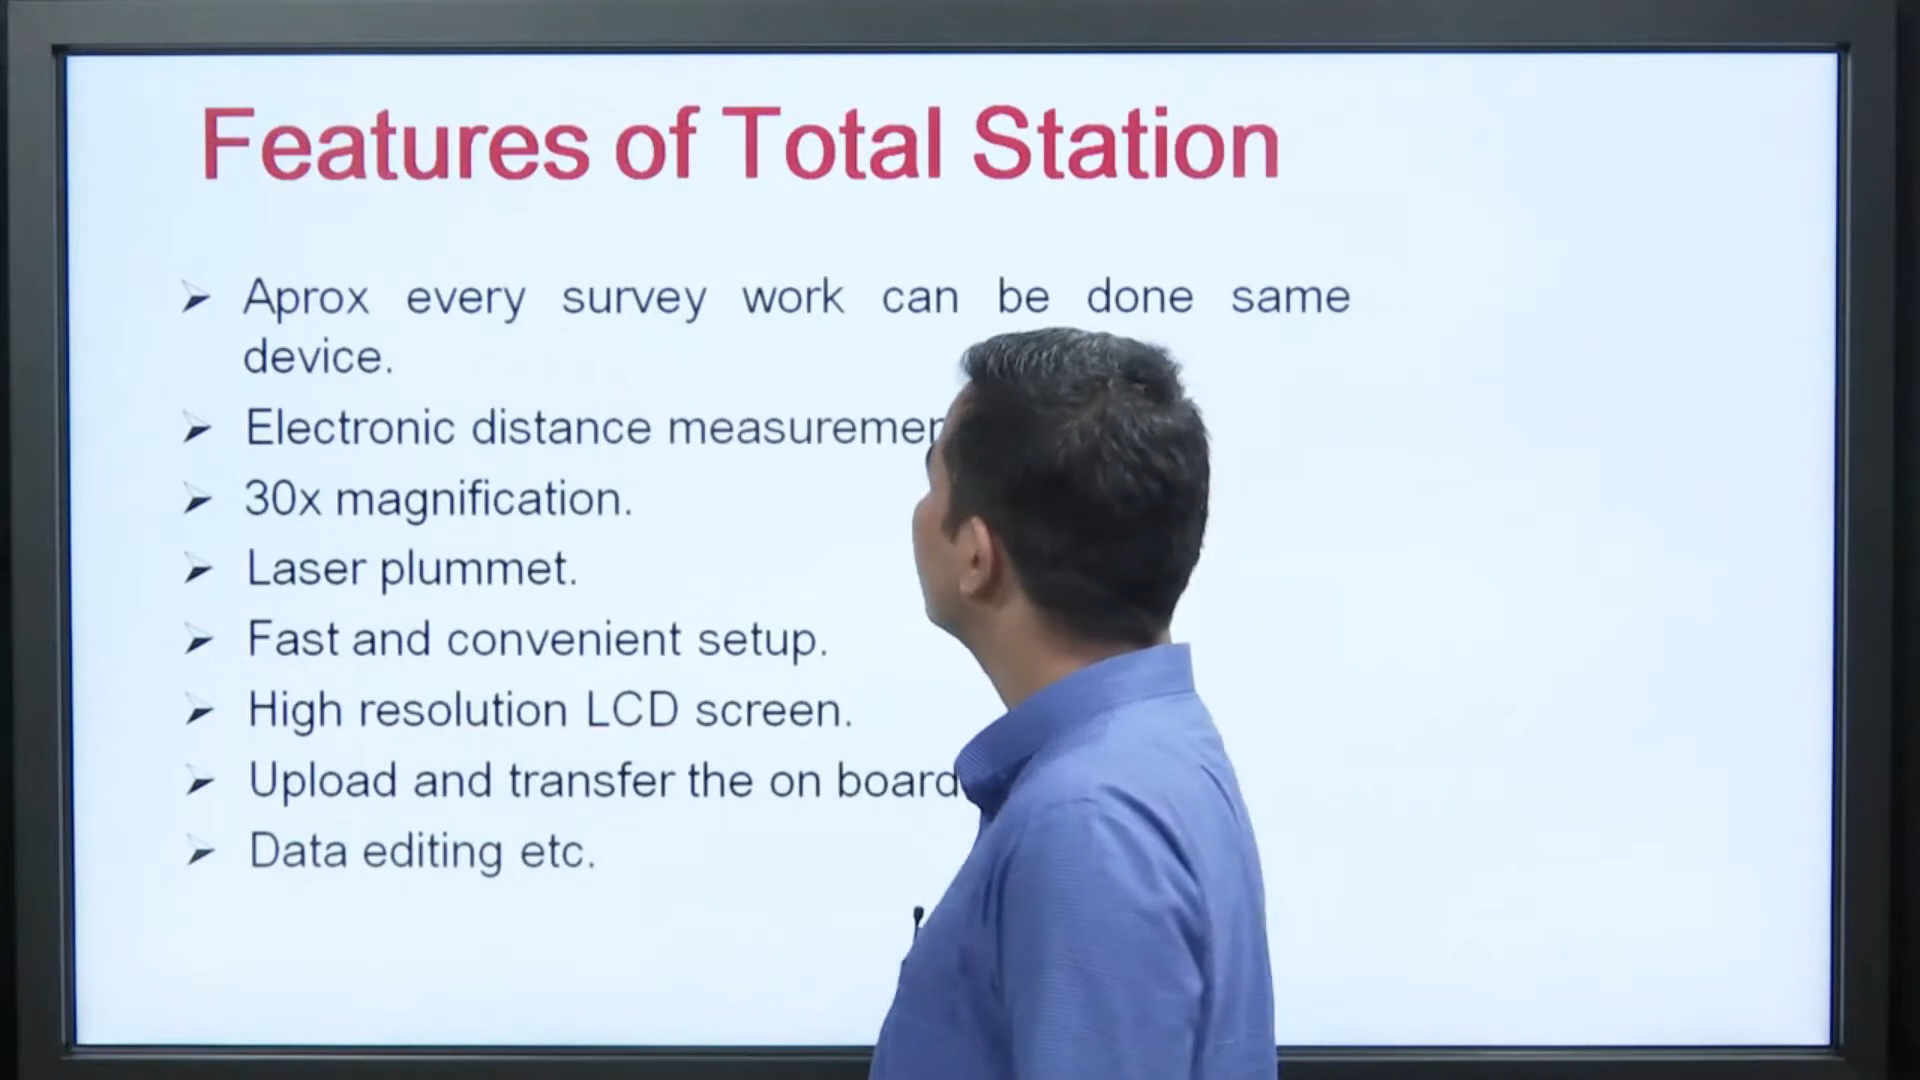 Features of Total Station
Aprox every survey work can be done same
device.
Electronic distance
30x magnification.
Laser plummet.
Fast and convenient setup.
High resolution LCD screen.
Upload and transfer the on board
Data editing etc.